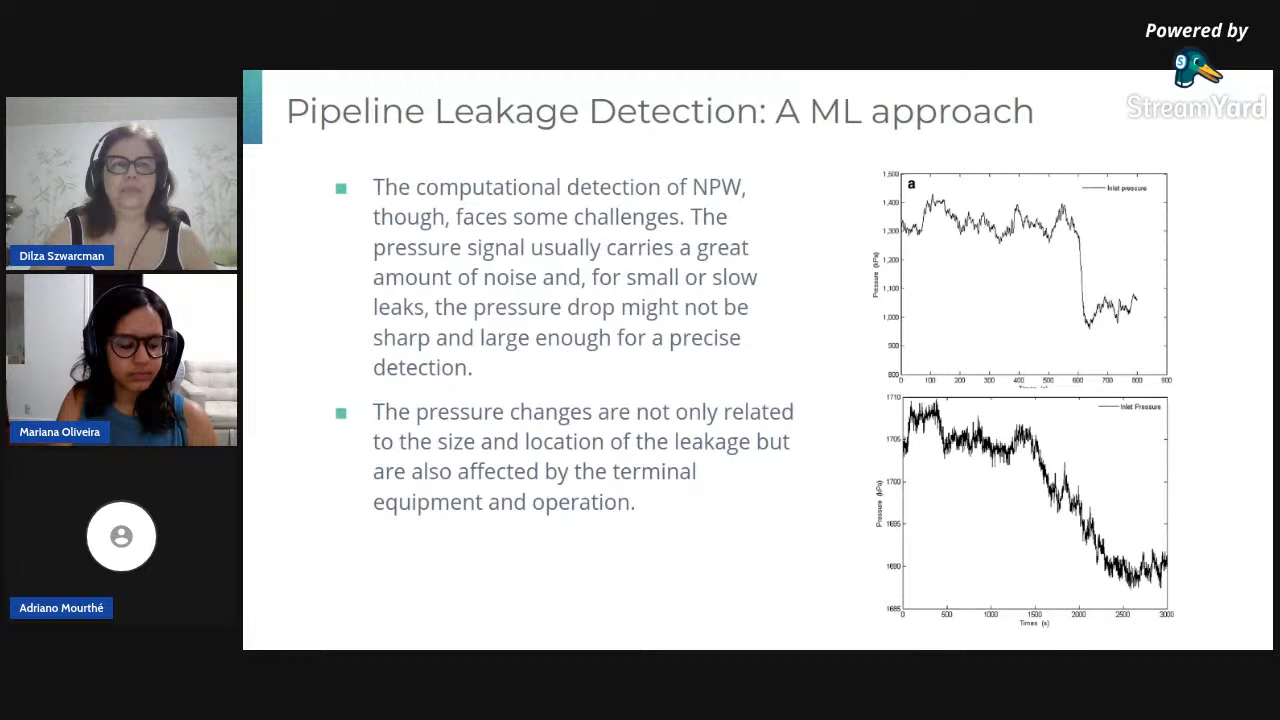 Powered by
StreamYard
Pipeline Leakage Detection: A ML approach
Dilza Szwarcman
Mariana Oliveira
Adriano Mourthé
The computational detection of NPW,
though, faces some challenges. The
pressure signal usually carries a great
amount of noise and, for small or slow
leaks, the pressure drop might not be
sharp and large enough for a precise
detection.
The pressure changes are not only related
to the size and location of the leakage but
are also affected by the terminal
equipment and operation.
a
Inlet pressure
1,500
1,400
1,300
1,200
1,100
1,000
900
800
Pressure (kPa)
0 100 200 300 400 500 600 700 800 900
Inlet Pressure
1710
1705
1700
1695
1690
1685
Pressure (kPa)
0 500 1000 1500 2000 2500 3000
Times (s)